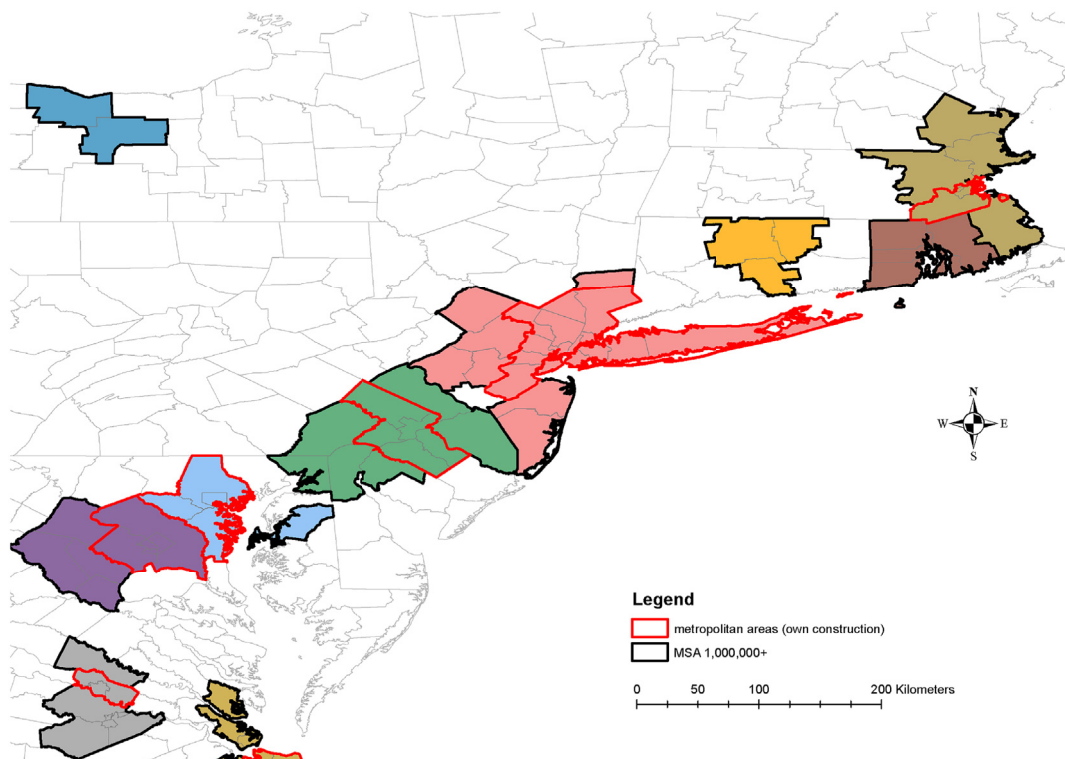 N
W E
S
Legend
metropolitan areas (own construction)
MSA 1,000,000+
0 50 100 200 Kilometers